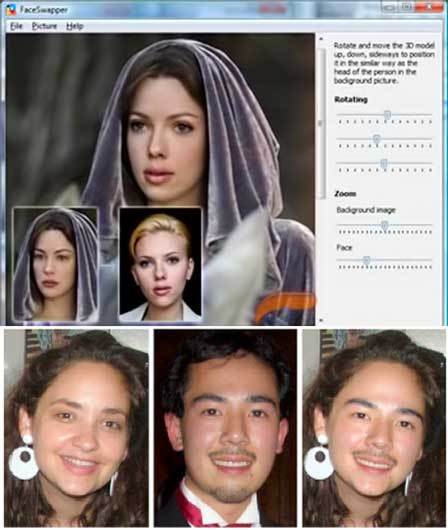 FaceSwapper
File Picture Help
Rotate and move the 3D model
up, down, sideways to position
it in the similar way as the
head of the person in the
background picture.
Rotating
Zoom
Background image
Face